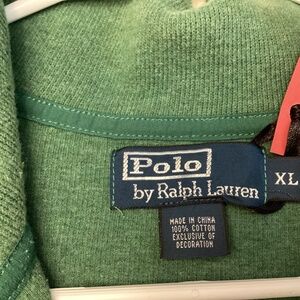 Polo
by Ralph Lauren
XL
MADE IN CHINA
100% COTTON
EXCLUSIVE OF
DECORATION